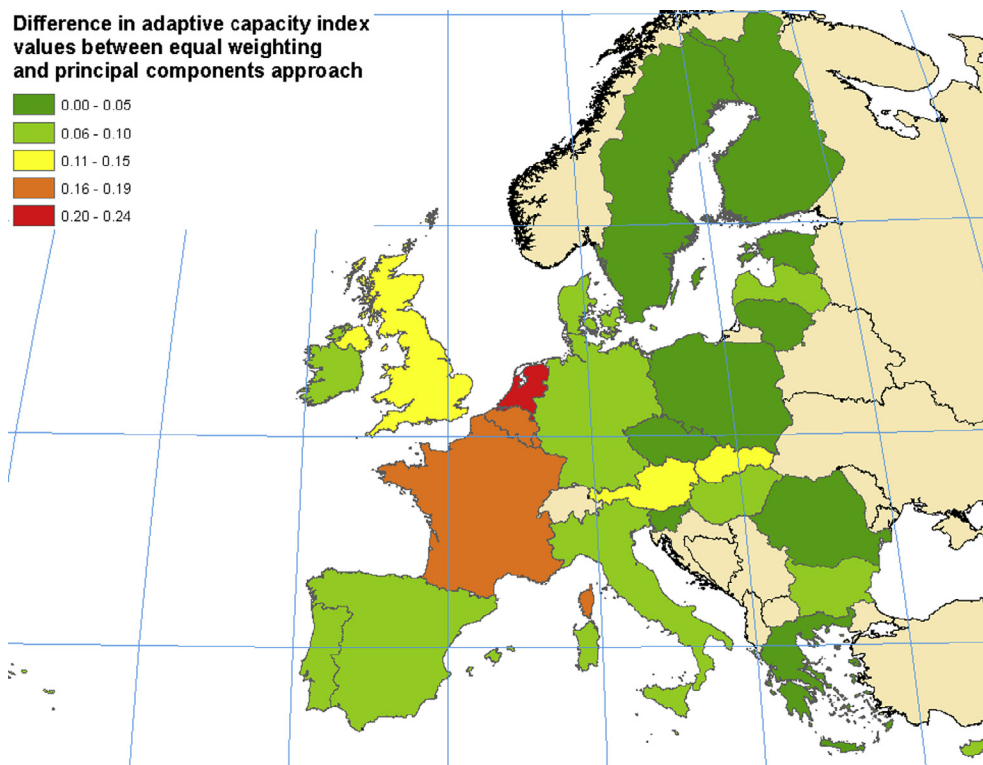 Difference in adaptive capacity index
values between equal weighting
and principal components approach
0.00 - 0.05
0.06 - 0.10
0.11 - 0.15
0.16 - 0.19
0.20 - 0.24